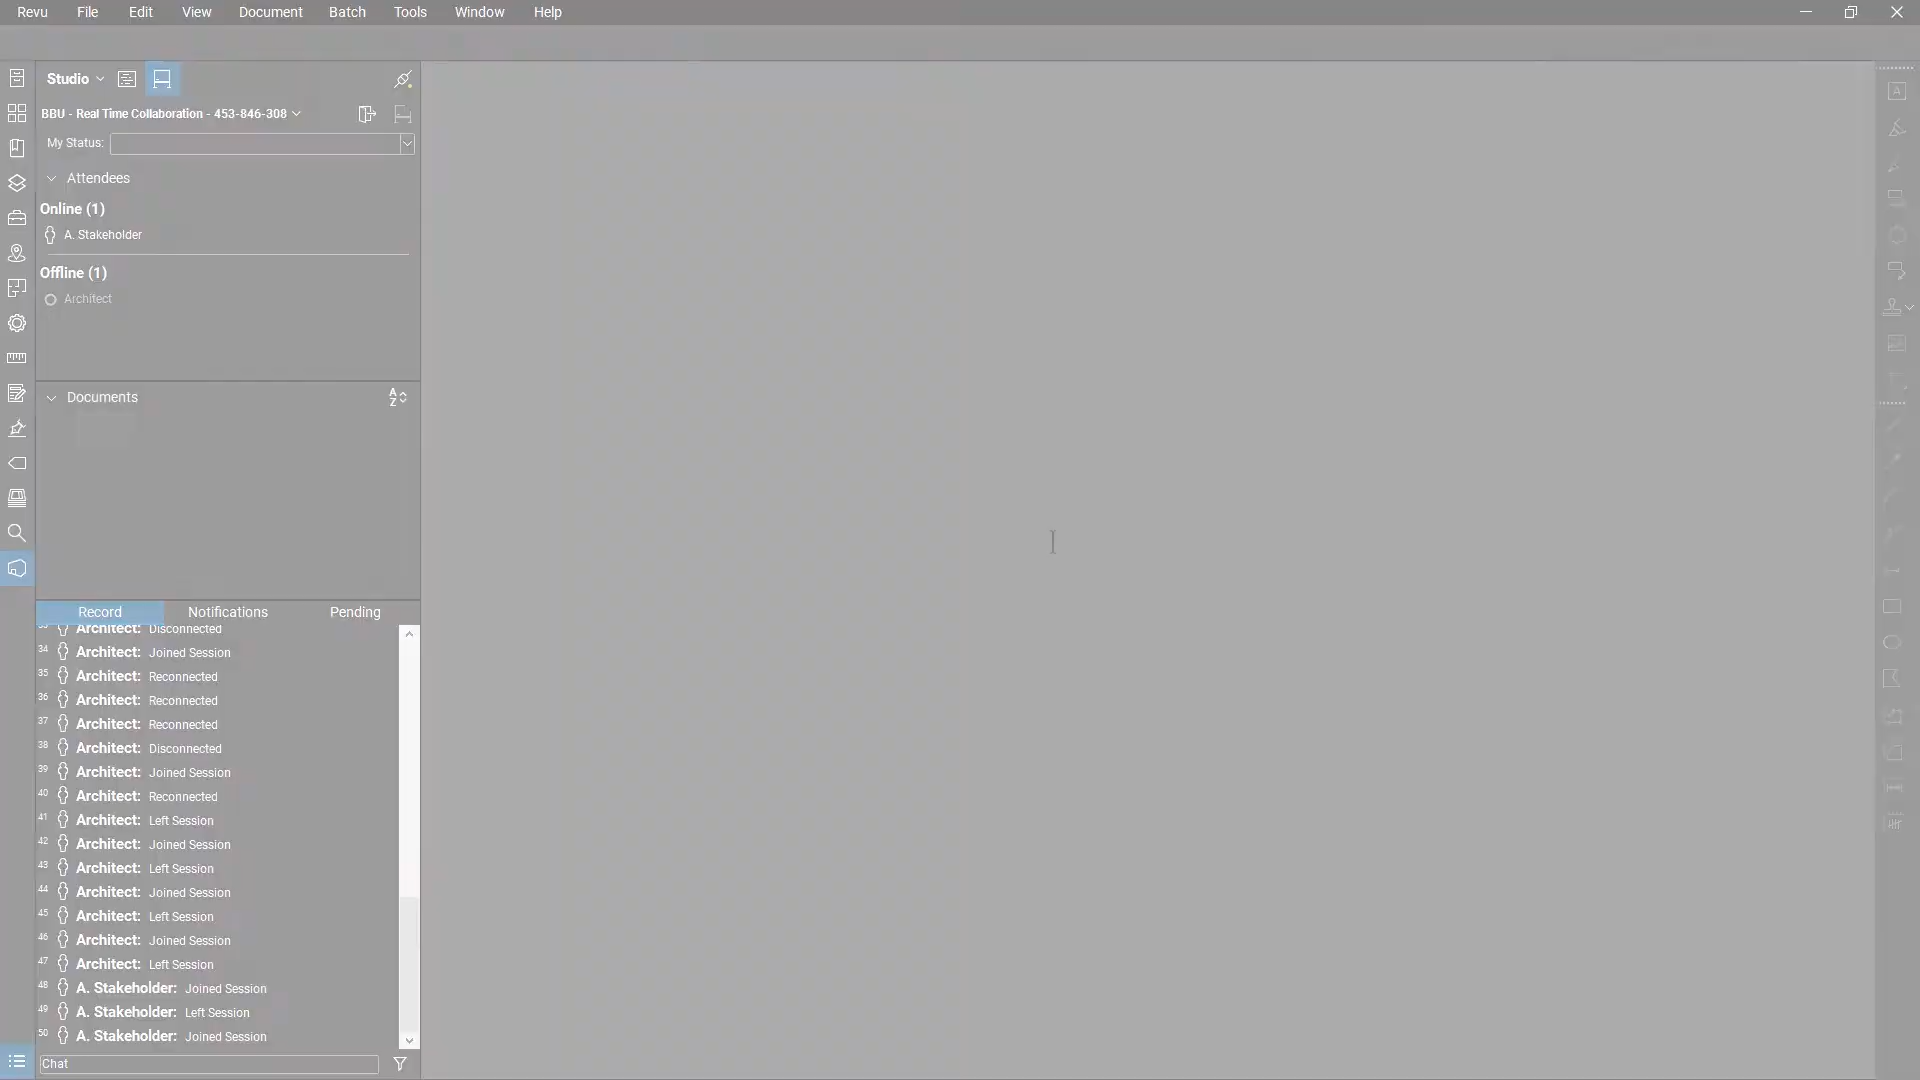 Revu File Edit View Document Batch Tools Window Help
Studio
BBU - Real Time Collaboration - 453-846-308
My Status:
Attendees
Online (1)
A. Stakeholder
Offline (1)
Architect
Documents
A
Z
Record Notifications Pending
33 Architect: Disconnected
34 Architect: Joined Session
35 Architect: Reconnected
36 Architect: Reconnected
37 Architect: Reconnected
38 Architect: Disconnected
39 Architect: Joined Session
40 Architect: Reconnected
41 Architect: Left Session
42 Architect: Joined Session
43 Architect: Left Session
44 Architect: Joined Session
45 Architect: Left Session
46 Architect: Joined Session
47 Architect: Left Session
48 A. Stakeholder: Joined Session
49 A. Stakeholder: Left Session
50 A. Stakeholder: Joined Session
Chat
A